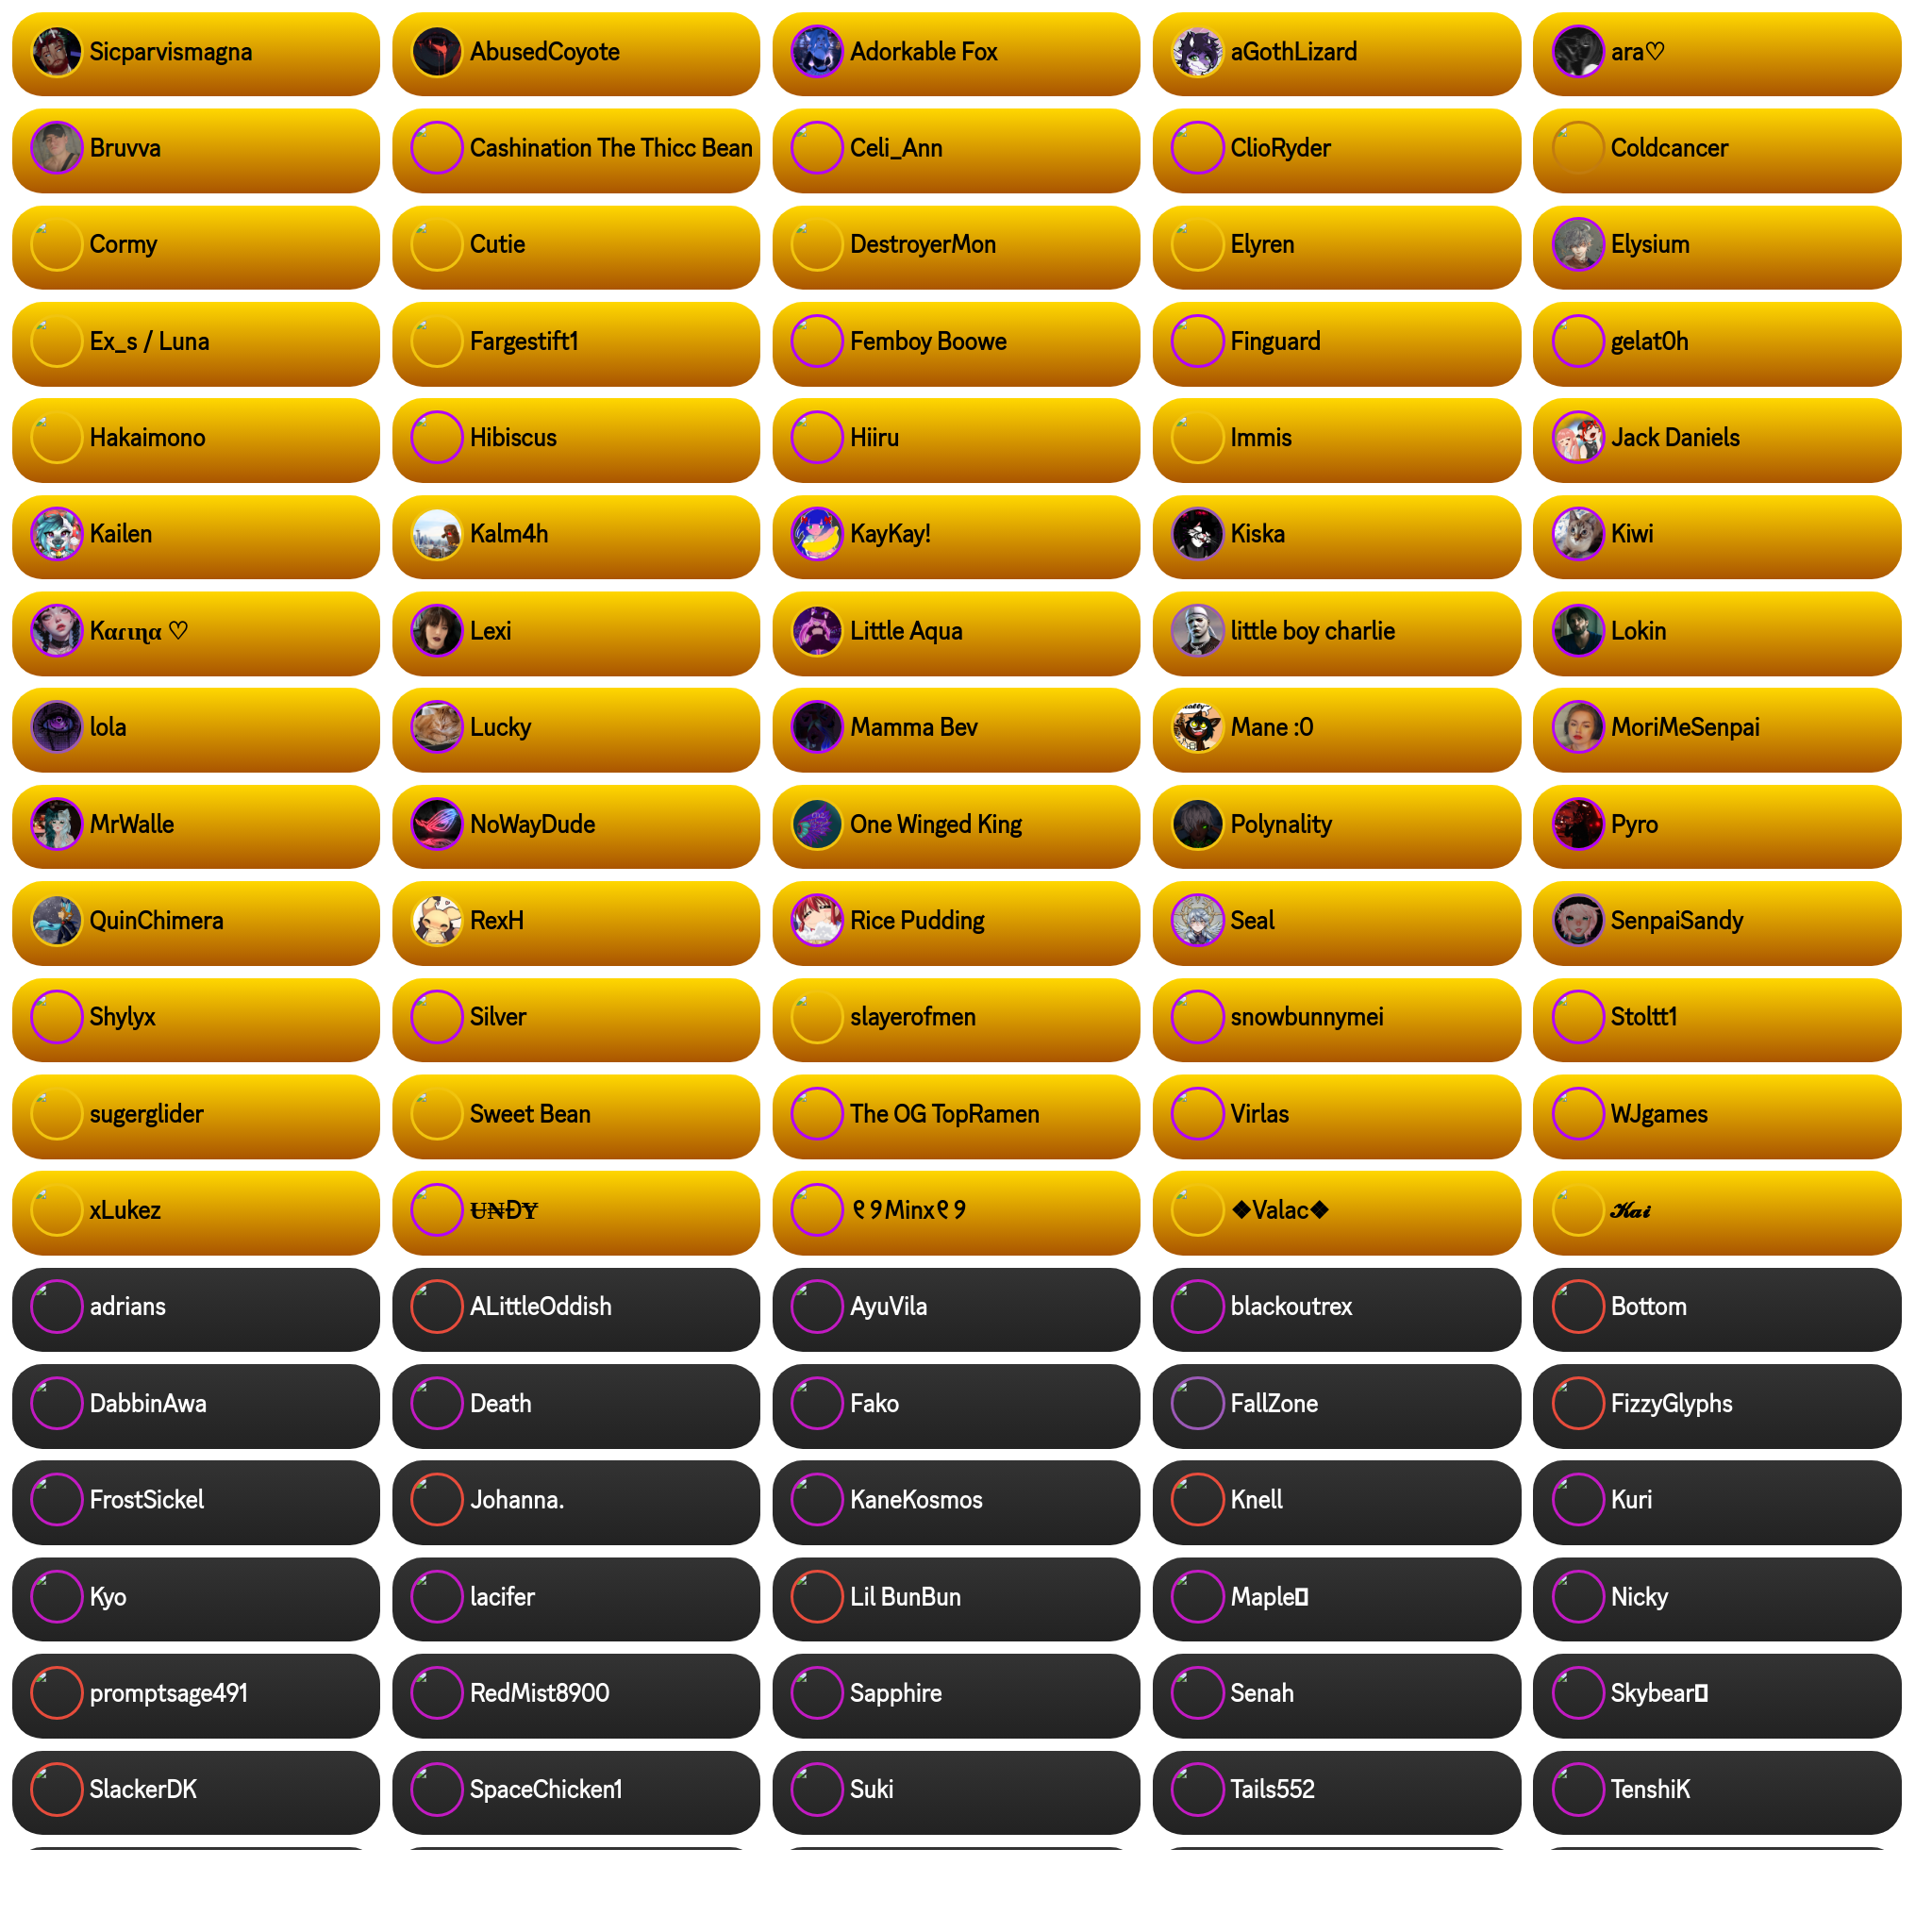 Sicparvismagna
AbusedCoyote
Adorkable Fox
aGothLizard
ara♡
Bruvva
Cashination The Thicc Bean
Celi_Ann
ClioRyder
Coldcancer
Cormy
Cutie
DestroyerMon
Elyren
Elysium
Ex_s / Luna
Fargestift1
Femboy Boowe
Finguard
gelat0h
Hakaimono
Hibiscus
Hiiru
Immis
Jack Daniels
Kailen
Kalm4h
KayKay!
Kiska
Kiwi
Kαɾιɳα ♡
Lexi
Little Aqua
little boy charlie
Lokin
lola
Lucky
Mamma Bev
Mane :0
MoriMeSenpai
MrWalle
NoWayDude
One Winged King
Polynality
Pyro
QuinChimera
RexH
Rice Pudding
Seal
SenpaiSandy
Shylyx
Silver
slayerofmen
snowbunnymei
Stoltt1
sugerglider
Sweet Bean
The OG TopRamen
Virlas
WJgames
xLukez
Ʉ₦ĐɎ
୧୨Minx୧୨
❖Valac❖
𝓚𝓪𝓲
adrians
ALittleOddish
AyuVila
blackoutrex
Bottom
DabbinAwa
Death
Fako
FallZone
FizzyGlyphs
FrostSickel
Johanna.
KaneKosmos
Knell
Kuri
Kyo
lacifer
Lil BunBun
Maple
Nicky
promptsage491
RedMist8900
Sapphire
Senah
Skybear
SlackerDK
SpaceChicken1
Suki
Tails552
TenshiK